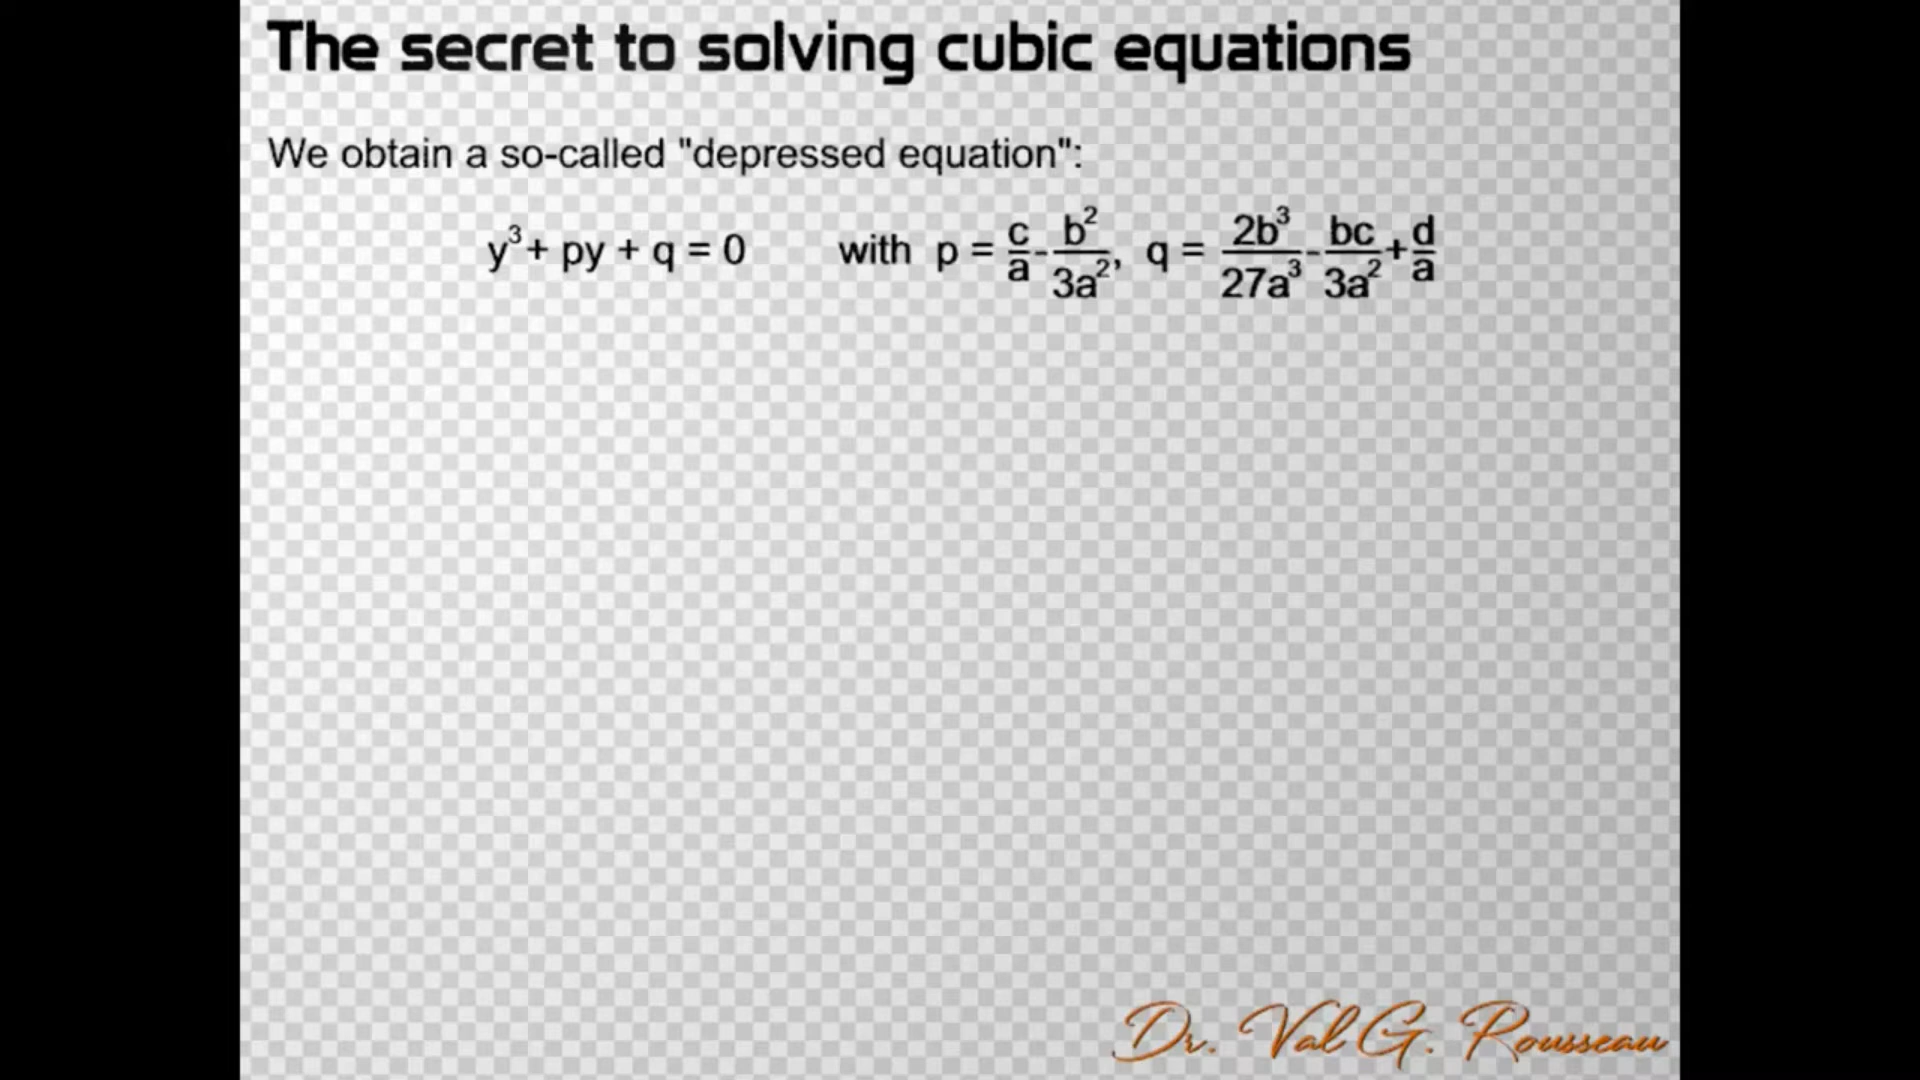 The secret to solving cubic equations
We obtain a so-called "depressed equation":
y³ + py + q = 0 with p = c/a - b²/3a², q = 2b³/27a³ - bc/3a² + d/a
Dr. Val G. Rousseau